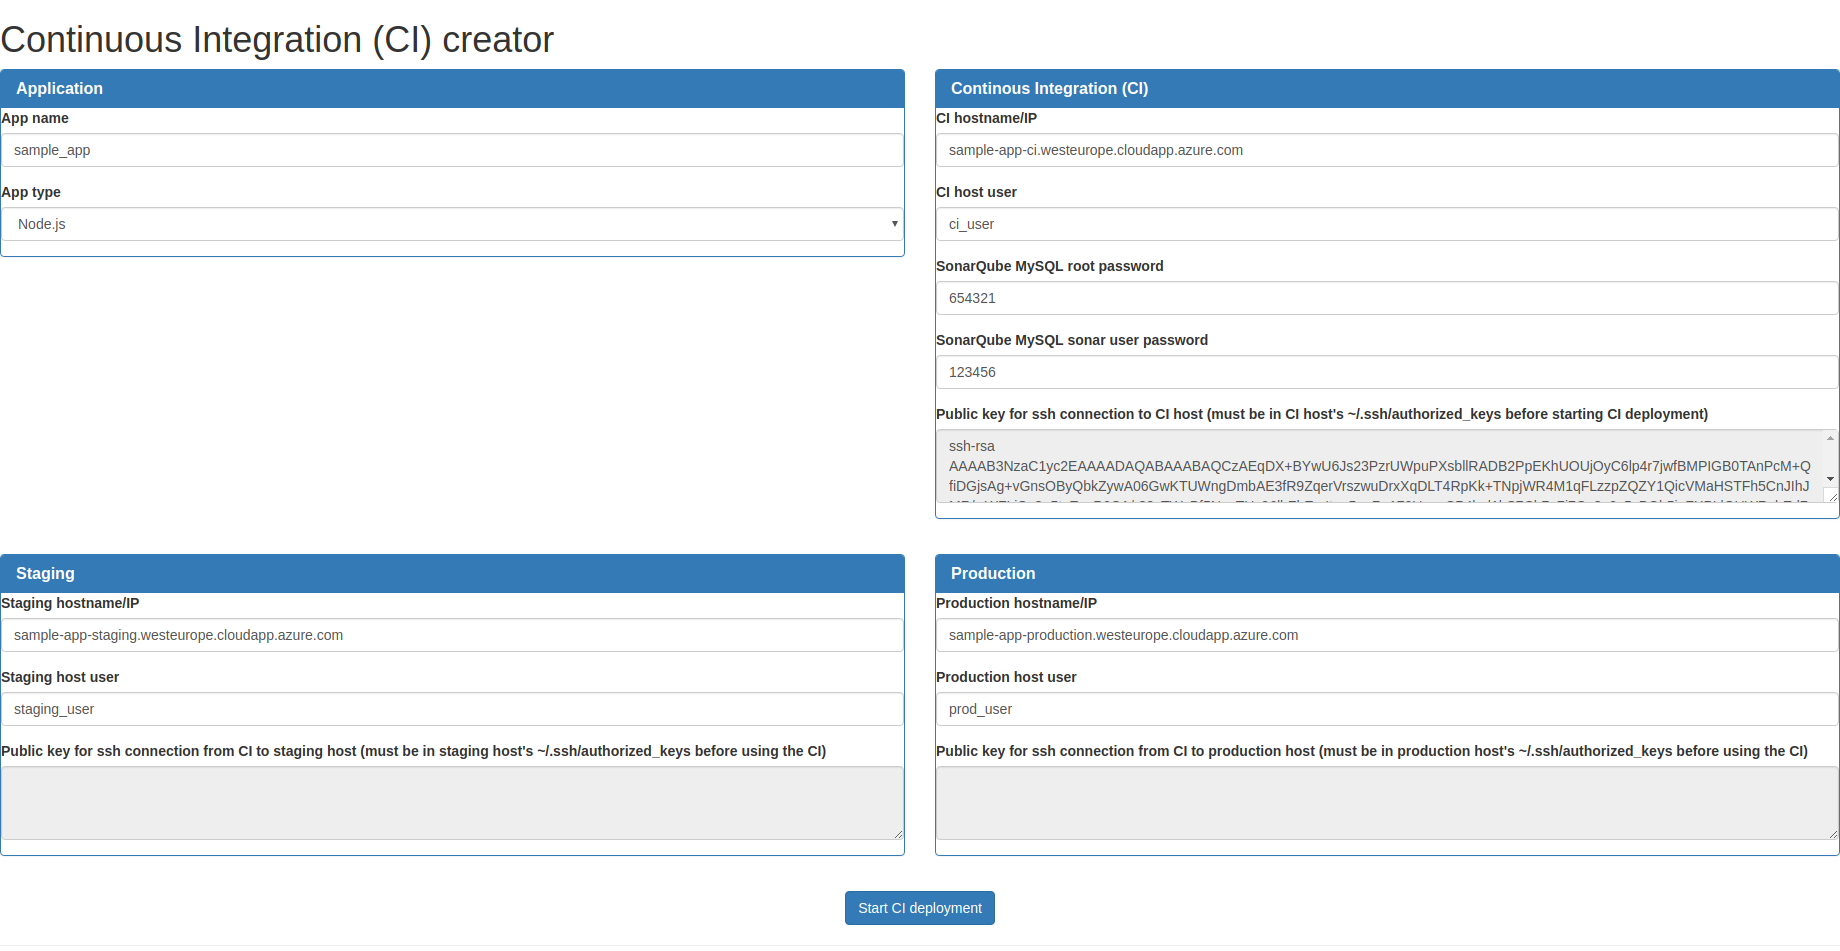 Continuous Integration (CI) creator
Application
App name
sample_app
App type
Node.js
Continous Integration (CI)
CI hostname/IP
sample-app-ci.westeurope.cloudapp.azure.com
CI host user
ci_user
SonarQube MySQL root password
654321
SonarQube MySQL sonar user password
123456
Public key for ssh connection to CI host (must be in CI host's ~/.ssh/authorized_keys before starting CI deployment)
ssh-rsa
AAAAB3NzaC1yc2EAAAADAQABAAABAQCzAEqDX+BYwU6Js23PzrUWpuPXsbllRADB2PpEKhUOUjOyC6lp4r7jwfBMPIGB0TAnPcM+Q
fiDGjsAg+vGnsOByQbkZywA06GwKTUWngDmbAE3fR9ZqerVrszwuDrxXqDLT4RpKk+TNpjWR4M1qFLzzpZQZY1QicVMaHSTFh5CnJIhJ
Staging
Staging hostname/IP
sample-app-staging.westeurope.cloudapp.azure.com
Staging host user
staging_user
Public key for ssh connection from CI to staging host (must be in staging host's ~/.ssh/authorized_keys before using the CI)
Production
Production hostname/IP
sample-app-production.westeurope.cloudapp.azure.com
Production host user
prod_user
Public key for ssh connection from CI to production host (must be in production host's ~/.ssh/authorized_keys before using the CI)
Start CI deployment